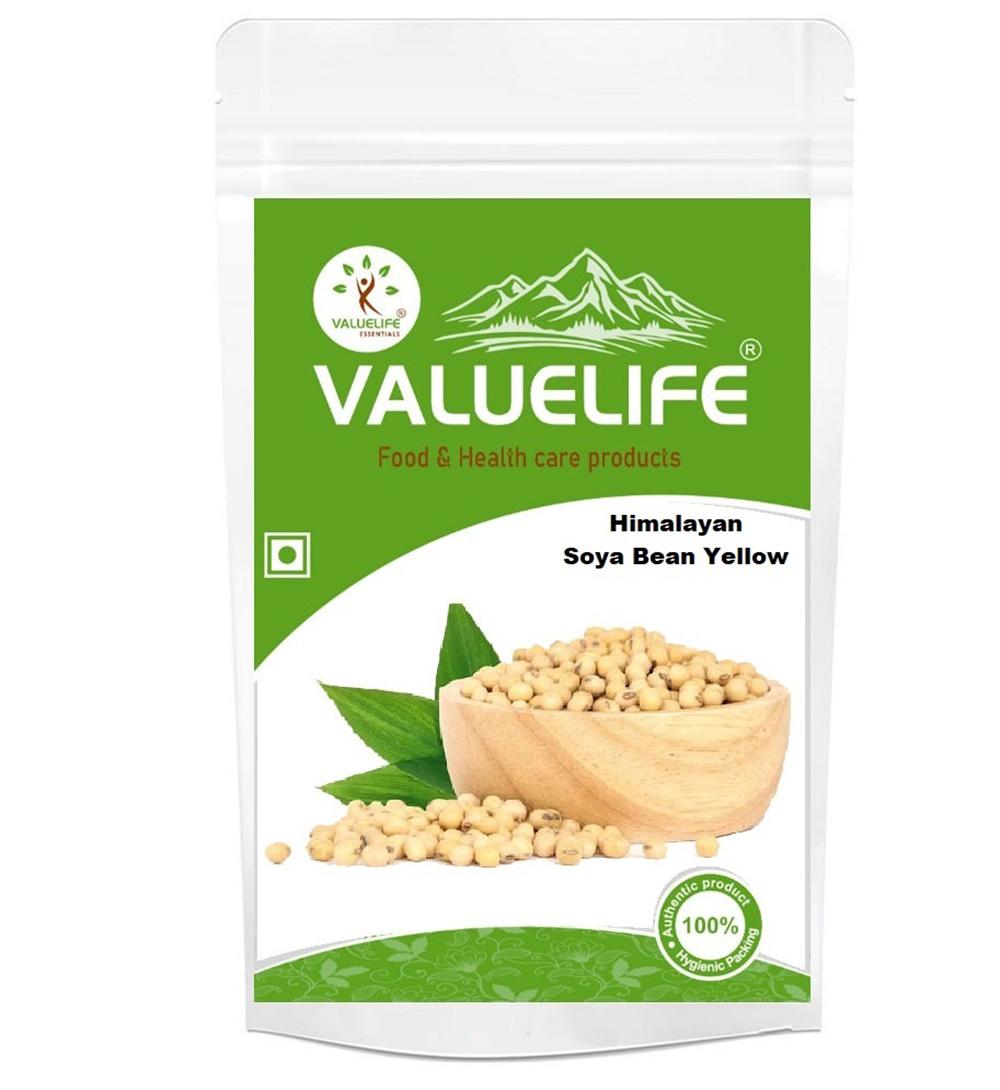 VALUELIFE®
ESSENTIALS
VALUELIFE®
Food & Health care products
Himalayan
Soya Bean Yellow
Authentic product
100%
Hygienic Packing